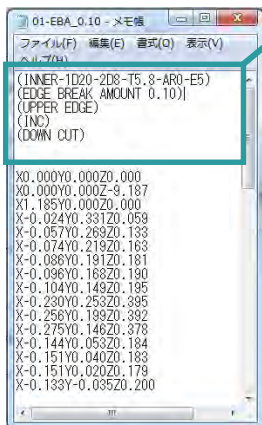 01-EBA_0.10 - メモ帳
ファイル(F) 編集(E) 書式(O) 表示(V)
ヘルプ(H)
(INNER-1D20-2D8-T5.8-AR0-E5)
(EDGE BREAK AMOUNT 0.10)
(UPPER EDGE)
(INC)
(DOWN CUT)
X0.000Y0.000Z0.000
X0.000Y0.000Z-9.187
X1.185Y0.000Z0.000
X-0.024Y0.331Z0.059
X-0.057Y0.269Z0.133
X-0.074Y0.219Z0.163
X-0.086Y0.191Z0.181
X-0.096Y0.168Z0.190
X-0.104Y0.149Z0.195
X-0.230Y0.253Z0.395
X-0.256Y0.199Z0.392
X-0.275Y0.146Z0.378
X-0.144Y0.053Z0.184
X-0.151Y0.040Z0.183
X-0.151Y0.020Z0.179
X-0.133Y-0.035Z0.200